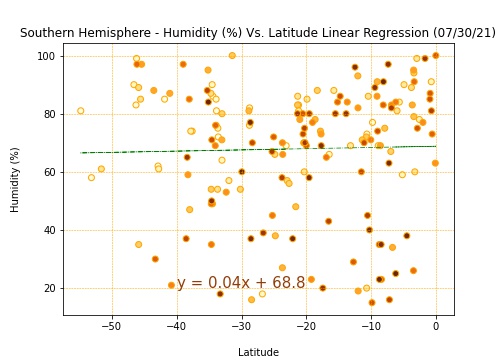 Southern Hemisphere - Humidity (%) Vs. Latitude Linear Regression (07/30/21)
100
80
60
40
20
Humidity (%)
y = 0.04x + 68.8
−50
−40
−30
−20
−10
0
Latitude